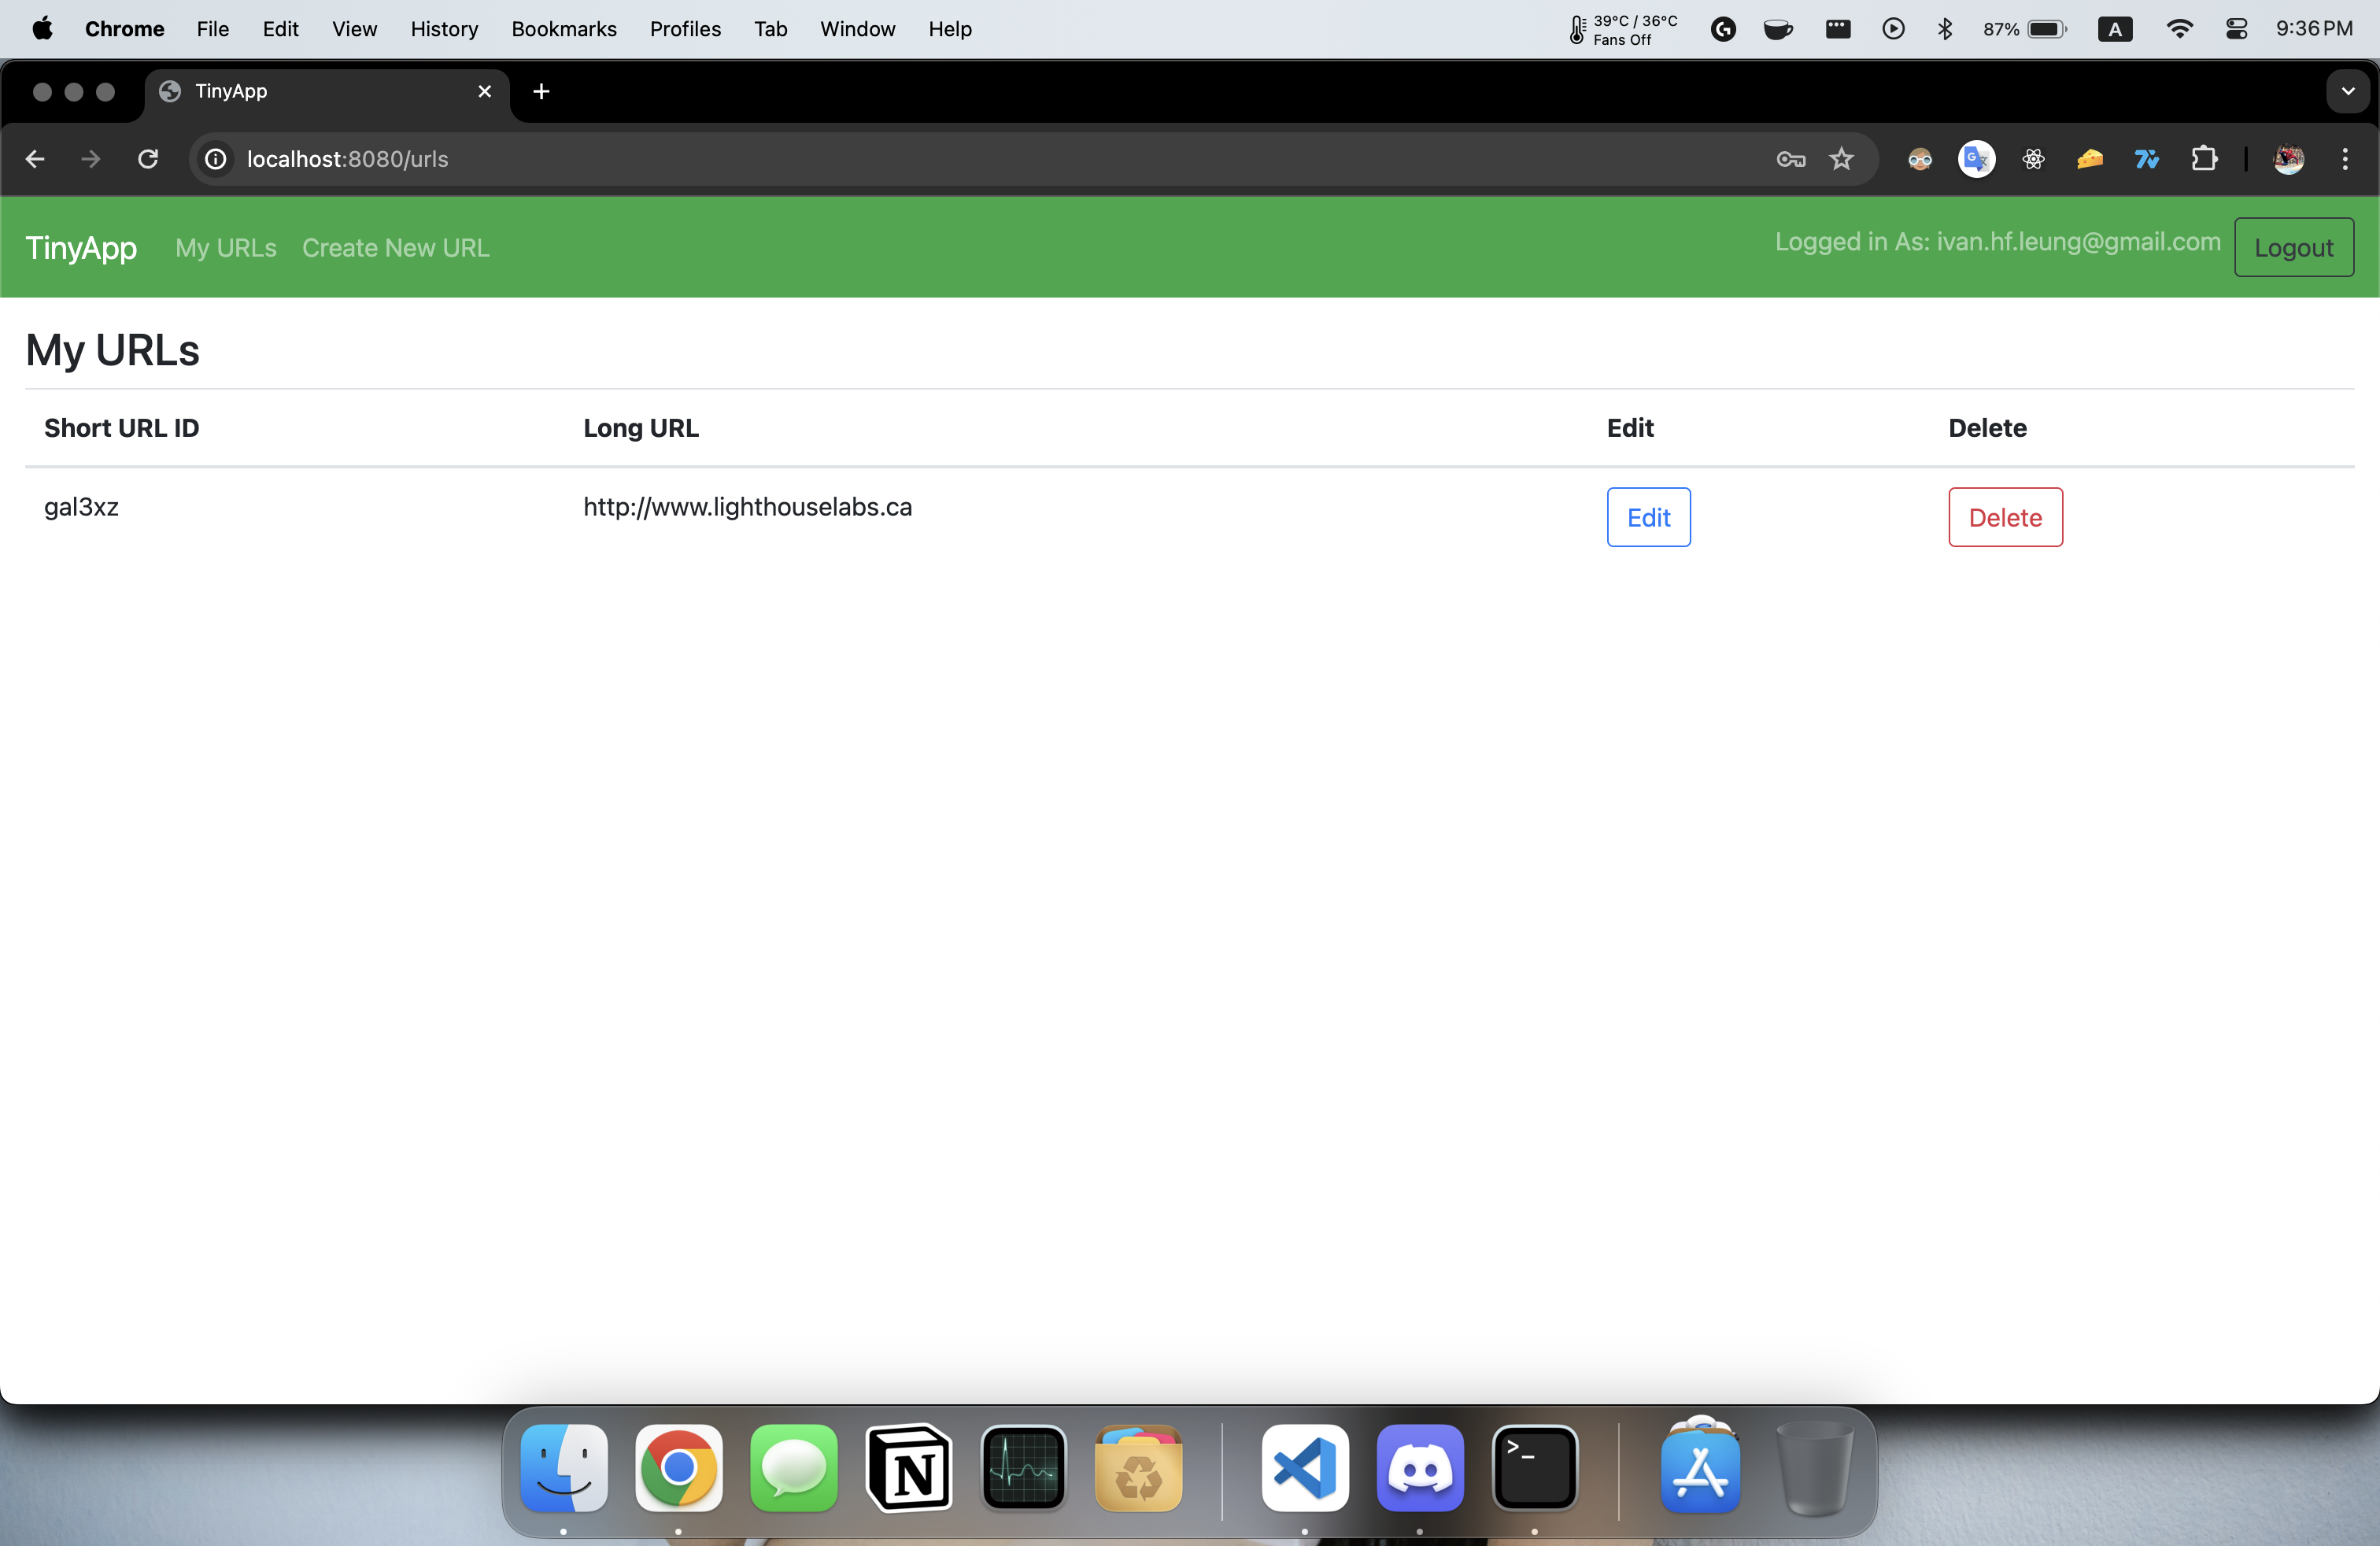 Chrome File Edit View History Bookmarks Profiles Tab Window Help 39°C / 36°C Fans Off 87% A 9:36 PM
TinyApp
localhost:8080/urls
TinyApp My URLs Create New URL Logged in As: ivan.hf.leung@gmail.com Logout
My URLs
Short URL ID Long URL Edit Delete
gal3xz http://www.lighthouselabs.ca Edit Delete